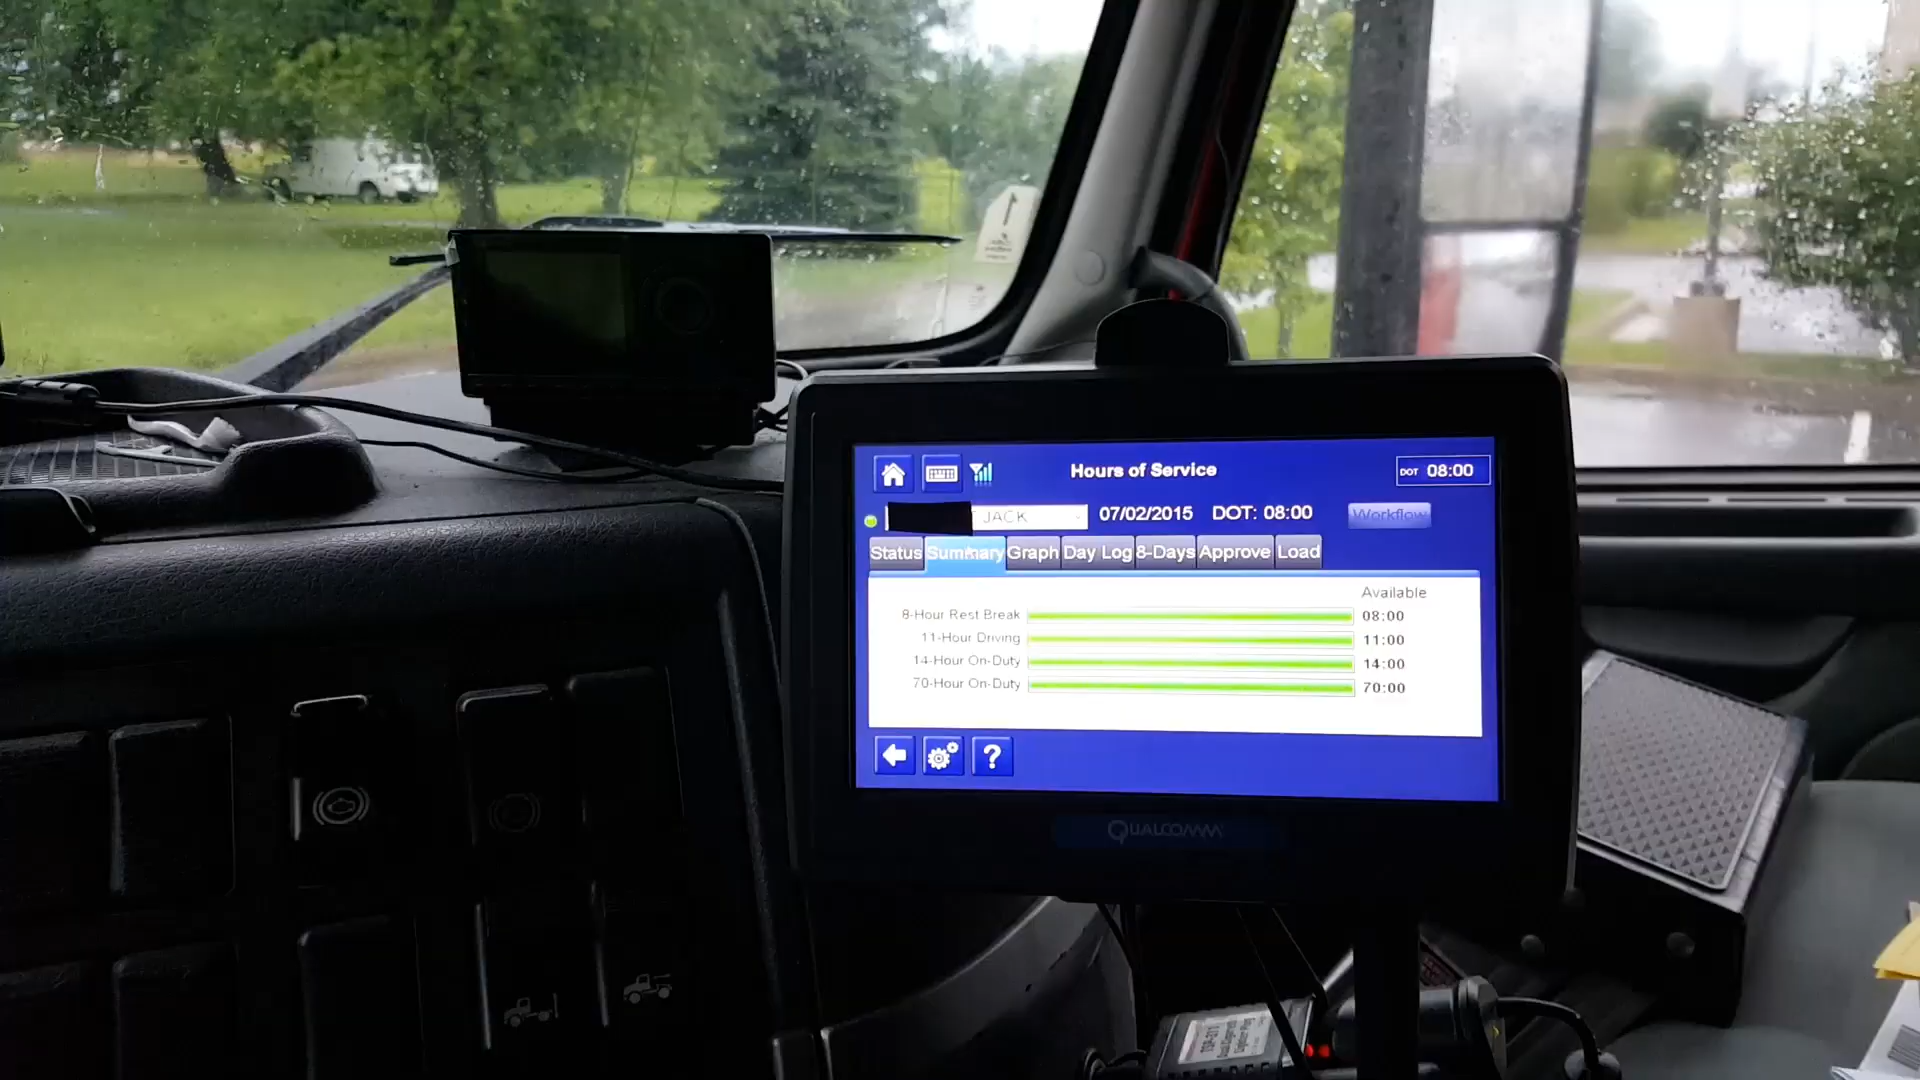 Hours of Service
DOT 08:00
JACK 07/02/2015 DOT: 08:00 Workflow
Status Summary Graph Day Log 8-Days Approve Load
Available
8-Hour Rest Break 08:00
11-Hour Driving 11:00
14-Hour On-Duty 14:00
70-Hour On-Duty 70:00
?
QUALCOMM
1